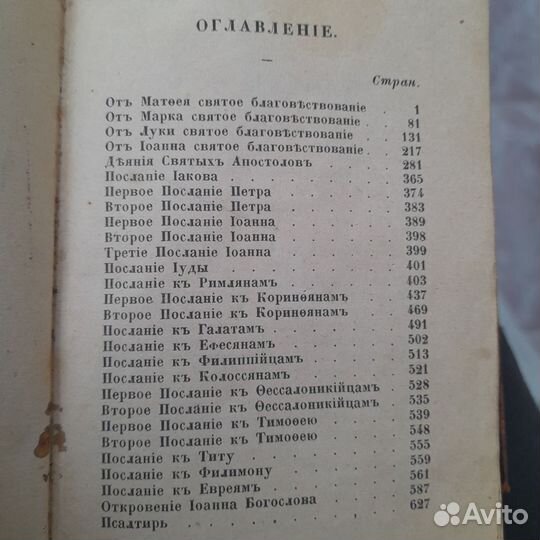 ОГЛАВЛЕНІЕ.
Стран.
Отъ Матѳея святое благовѣствованіе . 1
Отъ Марка святое благовѣствованіе . . 81
Отъ Луки святое благовѣствованіе . . 131
Отъ Іоанна святое благовѣствованіе . . 217
Дѣянія Святыхъ Апостоловъ . . . . 281
Посланіе Іакова . . . . . . 365
Первое Посланіе Петра . . . . . 374
Второе Посланіе Петра . . . . . 383
Первое Посланіе Іоанна . . . . . 389
Второе Посланіе Іоанна . . . . . 398
Третіе Посланіе Іоанна . . . . . 399
Посланіе Іуды . . . . . . 401
Посланіе къ Римлянамъ . . . . . 403
Первое Посланіе къ Коринѳянамъ . . . 437
Второе Посланіе къ Коринѳянамъ . . . 469
Посланіе къ Галатамъ . . . . . 491
Посланіе къ Ефесянамъ . . . . . 502
Посланіе къ Филиппійцамъ . . . . 513
Посланіе къ Колоссянамъ . . . . 521
Первое Посланіе къ Ѳессалоникійцамъ . . 528
Второе Посланіе къ Ѳессалоникійцамъ . . 535
Первое Посланіе къ Тимоѳею . . . . 539
Второе Посланіе къ Тимоѳею . . . . 548
Посланіе къ Титу . . . . . 555
Посланіе къ Филимону . . . . . 559
Посланіе къ Евреямъ . . . . . 561
Откровеніе Іоанна Богослова . . . . 587
Псалтирь . . . . . . . 627
Avito